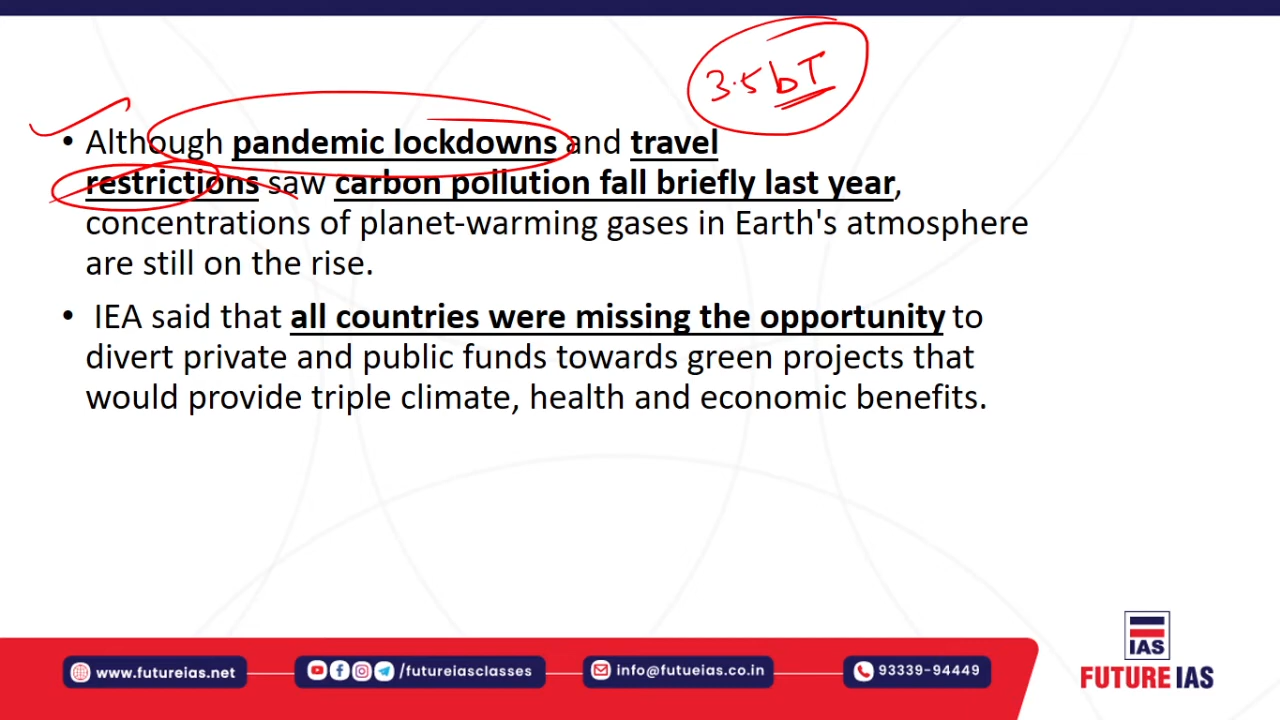 3.5 bT
• Although pandemic lockdowns and travel
restrictions saw carbon pollution fall briefly last year,
concentrations of planet-warming gases in Earth's atmosphere
are still on the rise.
• IEA said that all countries were missing the opportunity to
divert private and public funds towards green projects that
would provide triple climate, health and economic benefits.
IAS
www.futureias.net /futureiasclasses info@futueias.co.in 93339-94449 FUTURE IAS